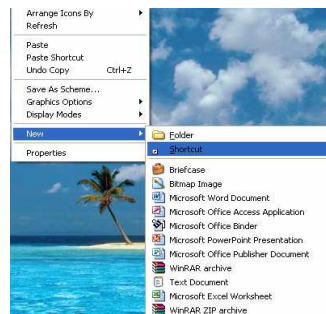 Arrange Icons By
Refresh
Paste
Paste Shortcut
Undo Copy Ctrl+Z
Save As Scheme...
Graphics Options
Display Modes
New
Properties
Folder
Shortcut
Briefcase
Bitmap Image
Microsoft Word Document
Microsoft Office Access Application
Microsoft Office Binder
Microsoft PowerPoint Presentation
Microsoft Office Publisher Document
WinRAR archive
Text Document
Microsoft Excel Worksheet
WinRAR ZIP archive